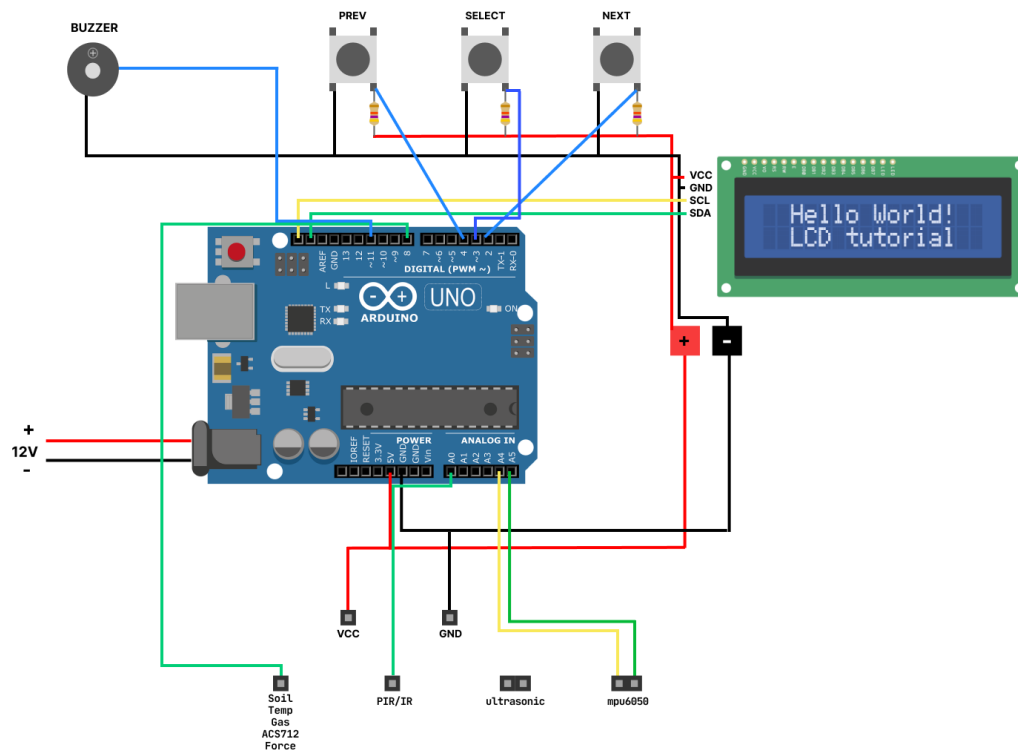 BUZZER
PREV
SELECT
NEXT
VCC
GND
SCL
SDA
Hello World!
LCD tutorial
AREF
GND
13
12
~11
~10
~9
8
7
~6
~5
4
~3
2
TX-1
RX-0
DIGITAL (PWM ~)
L
TX
RX
ARDUINO
UNO
ON
+
-
+
12V
-
POWER
ANALOG IN
IOREF
RESET
3.3V
5V
GND
GND
Vin
A0
A1
A2
A3
A4
A5
VCC
GND
Soil
Temp
Gas
ACS712
Force
PIR/IR
ultrasonic
mpu6050